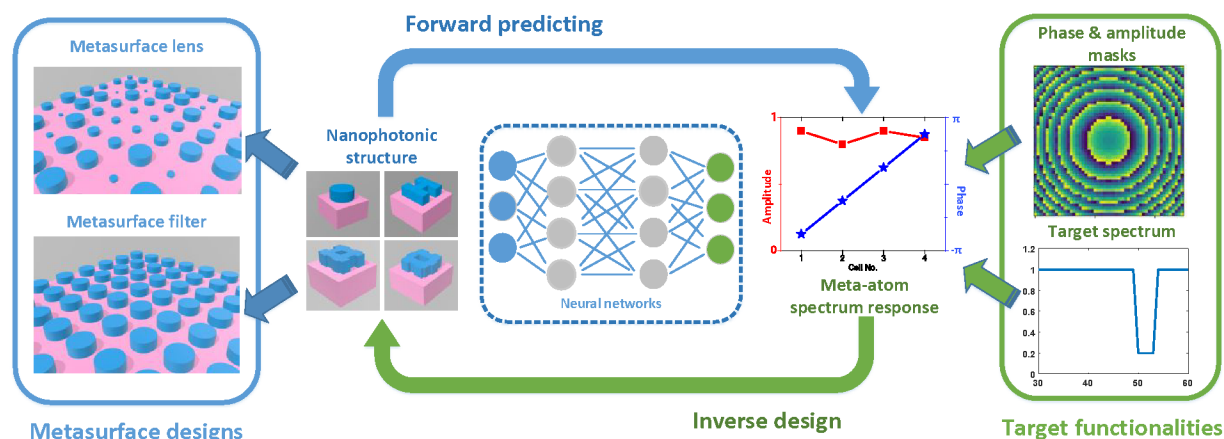 Forward predicting
Metasurface lens
Metasurface filter
Metasurface designs
Nanophotonic
structure
Neural networks
Inverse design
1
0
Amplitude
π
-π
Phase
1
2
3
4
Cell No.
Meta-atom
spectrum response
Phase & amplitude
masks
Target spectrum
1.2
1
0.8
0.6
0.4
0.2
0
30
40
50
60
Target functionalities